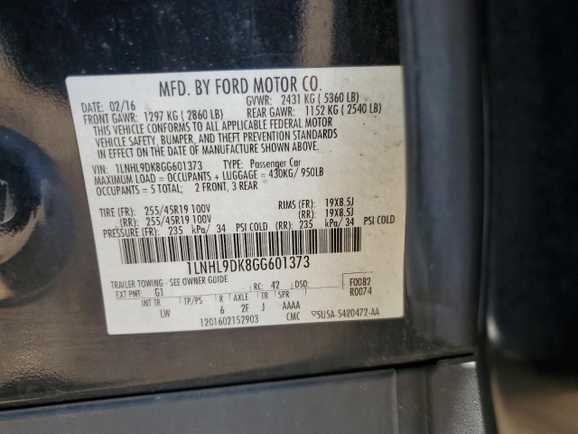 MFD. BY FORD MOTOR CO.
DATE: 02/16 GVWR: 2431 KG ( 5360 LB)
FRONT GAWR: 1297 KG ( 2860 LB) REAR GAWR: 1152 KG ( 2540 LB)
THIS VEHICLE CONFORMS TO ALL APPLICABLE FEDERAL MOTOR
VEHICLE SAFETY, BUMPER, AND THEFT PREVENTION STANDARDS
IN EFFECT ON THE DATE OF MANUFACTURE SHOWN ABOVE.
VIN: 1LNHL9DK8GG601373 TYPE: Passenger Car
MAXIMUM LOAD = OCCUPANTS + LUGGAGE = 430KG/ 950LB
OCCUPANTS = 5 TOTAL; 2 FRONT, 3 REAR
TIRE (FR): 255/45R19 100V RIMS (FR): 19X8.5J
(RR): 255/45R19 100V (RR): 19X8.5J
PRESSURE (FR): 235 kPa/ 34 PSI COLD (RR): 235 kPa/ 34 PSI COLD
1LNHL9DK8GG601373
TRAILER TOWING - SEE OWNER GUIDE
EXT PNT: G1 RC: 42 DSO: F0082
R0074
INT TR TP/PS R AXLE TR SPR
LW 6 2F J AAAA
1201602152903 CMC 5U5A-5420472-AA